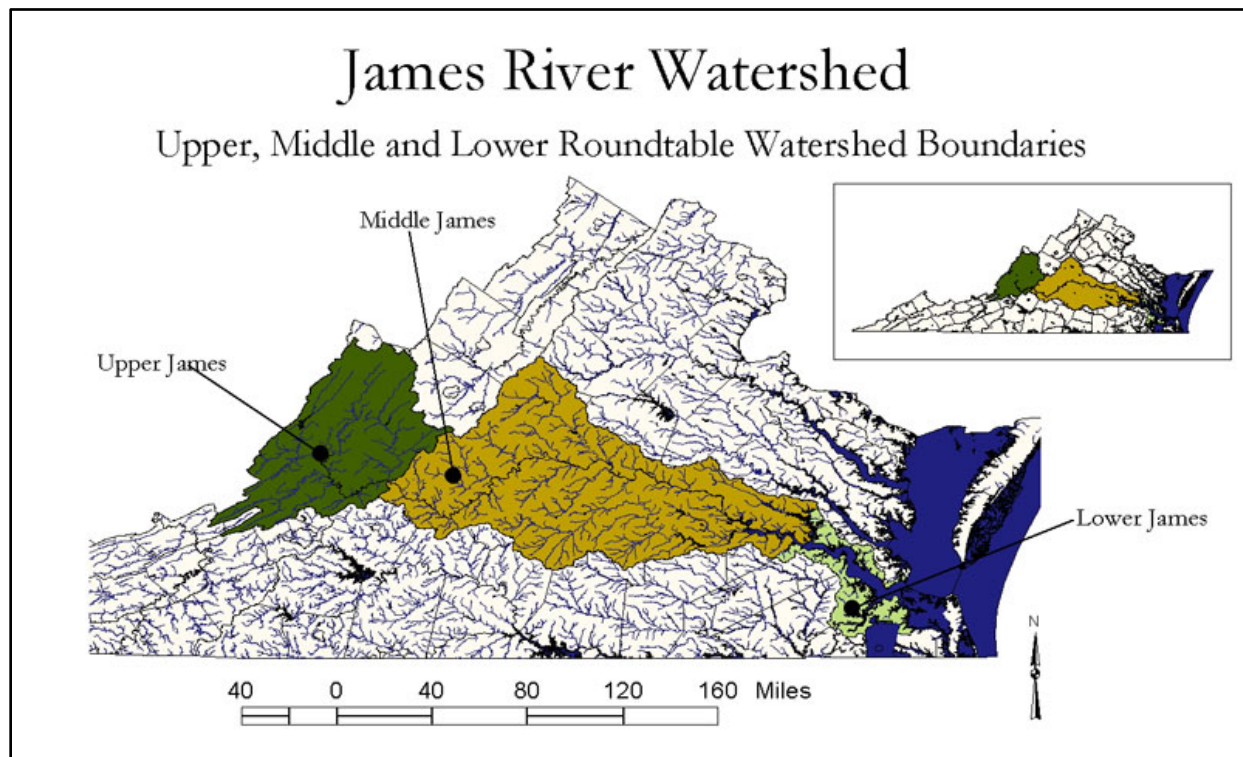 James River Watershed
Upper, Middle and Lower Roundtable Watershed Boundaries
Middle James
Upper James
Lower James
N
40 0 40 80 120 160 Miles